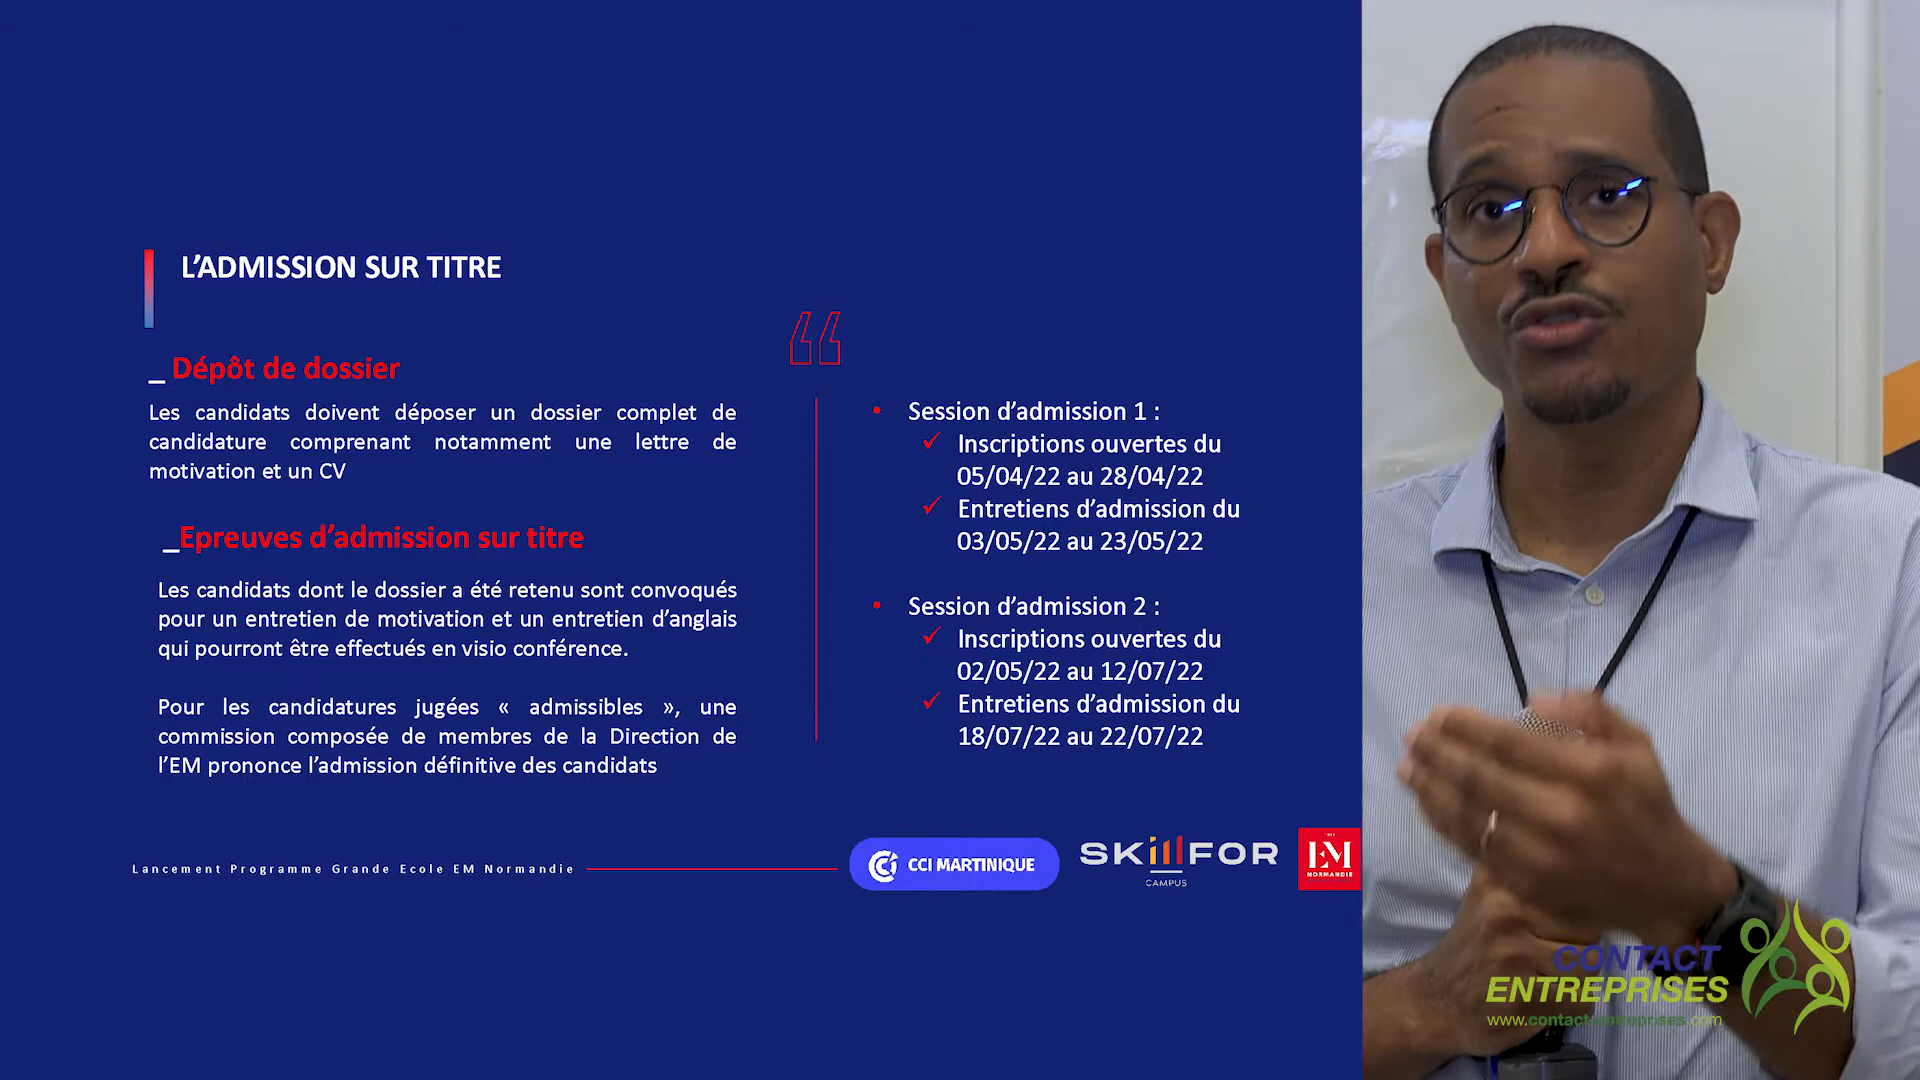 L’ADMISSION SUR TITRE
_ Dépôt de dossier
Les candidats doivent déposer un dossier complet de
candidature comprenant notamment une lettre de
motivation et un CV
_Epreuves d’admission sur titre
Les candidats dont le dossier a été retenu sont convoqués
pour un entretien de motivation et un entretien d’anglais
qui pourront être effectués en visio conférence.
Pour les candidatures jugées « admissibles », une
commission composée de membres de la Direction de
l’EM prononce l’admission définitive des candidats
“
• Session d’admission 1 :
✓ Inscriptions ouvertes du
05/04/22 au 28/04/22
✓ Entretiens d’admission du
03/05/22 au 23/05/22
• Session d’admission 2 :
✓ Inscriptions ouvertes du
02/05/22 au 12/07/22
✓ Entretiens d’admission du
18/07/22 au 22/07/22
Lancement Programme Grande Ecole EM Normandie
CCI MARTINIQUE
SKillFOR
CAMPUS
EM
NORMANDIE
CONTACT
ENTREPRISES
www.contact-entreprises.com